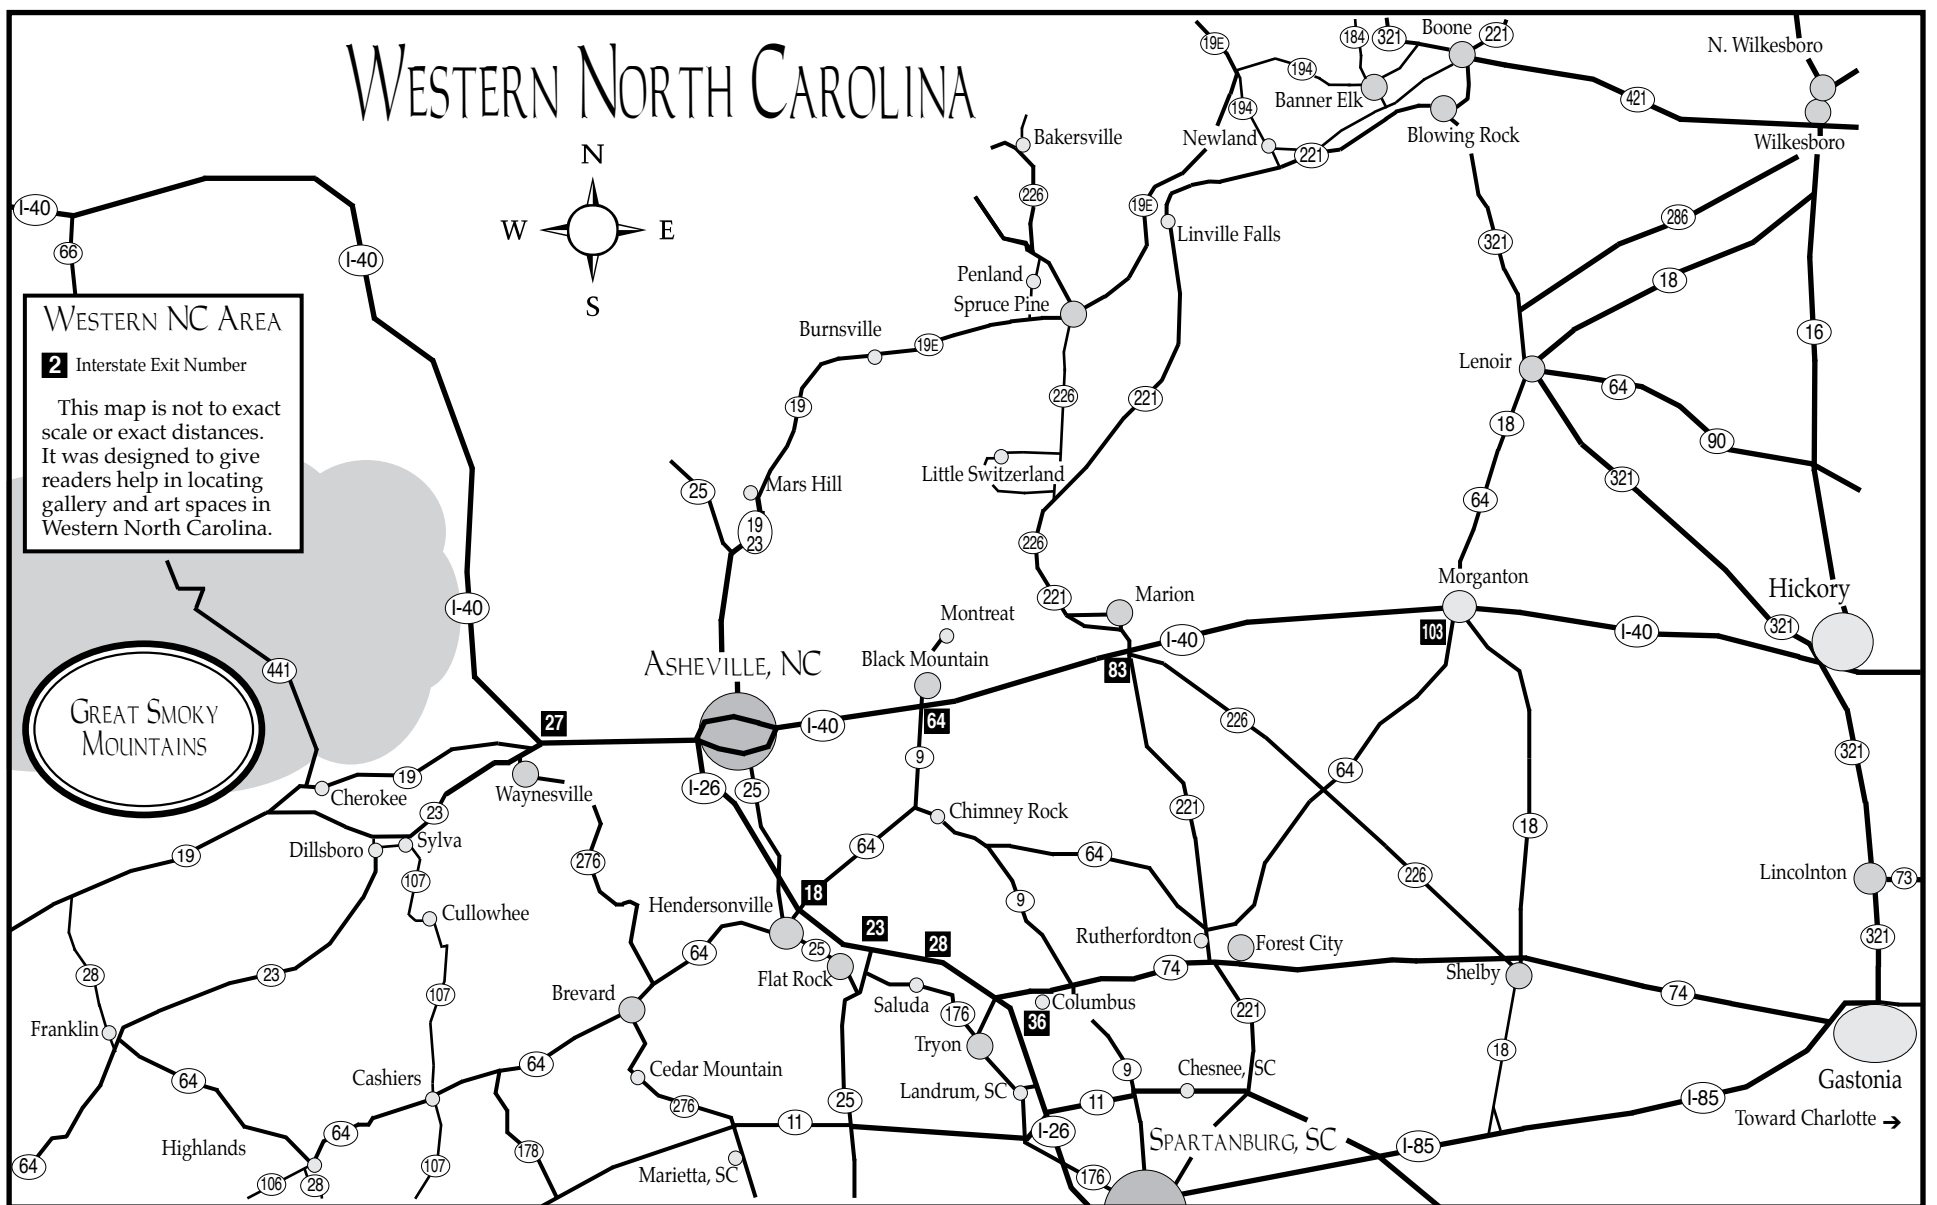 WESTERN NORTH CAROLINA
N
W
E
S
WESTERN NC AREA
2 Interstate Exit Number
This map is not to exact
scale or exact distances.
It was designed to give
readers help in locating
gallery and art spaces in
Western North Carolina.
GREAT SMOKY
MOUNTAINS
I-40
66
I-40
I-40
441
19E
184
321
Boone
221
N. Wilkesboro
194
Banner Elk
194
421
Newland
221
Blowing Rock
Wilkesboro
Bakersville
226
19E
Linville Falls
321
286
18
16
Penland
Spruce Pine
Burnsville
19E
19
226
221
Lenoir
64
18
90
321
64
Little Switzerland
25
Mars Hill
19
23
226
221
Marion
Morganton
Hickory
321
I-40
103
I-40
83
Montreat
Black Mountain
ASHEVILLE, NC
64
I-40
27
9
226
321
Cherokee
19
Waynesville
I-26
25
Chimney Rock
64
221
18
23
Sylva
Dillsboro
19
276
64
64
107
226
Lincolnton
73
18
Hendersonville
9
Cullowhee
23
28
Rutherfordton
Forest City
321
64
25
Flat Rock
74
Shelby
74
28
23
107
Brevard
Saluda
176
Columbus
36
221
Franklin
Tryon
18
Gastonia
Toward Charlotte
64
64
Cashiers
Cedar Mountain
Landrum, SC
9
Chesnee, SC
276
25
11
11
I-85
Highlands
64
178
I-26
SPARTANBURG, SC
I-85
64
106
28
107
Marietta, SC
176